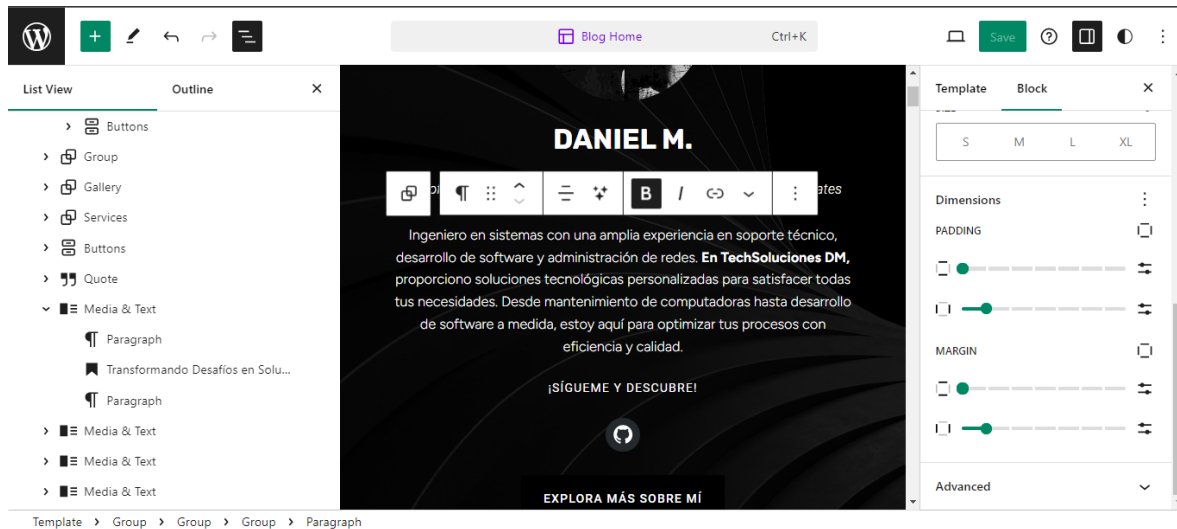 Blog Home
Ctrl+K
Save
List View
Outline
Buttons
Group
Gallery
Services
Buttons
Quote
Media & Text
Paragraph
Transformando Desafíos en Solu...
Paragraph
Media & Text
Media & Text
Media & Text
DANIEL M.
B I
Ingeniero en sistemas con una amplia experiencia en soporte técnico,
desarrollo de software y administración de redes. En TechSoluciones DM,
proporciono soluciones tecnológicas personalizadas para satisfacer todas
tus necesidades. Desde mantenimiento de computadoras hasta desarrollo
de software a medida, estoy aquí para optimizar tus procesos con
eficiencia y calidad.
¡SÍGUEME Y DESCUBRE!
EXPLORA MÁS SOBRE MÍ
Template
Block
S M L XL
Dimensions
PADDING
MARGIN
Advanced
Template > Group > Group > Group > Paragraph